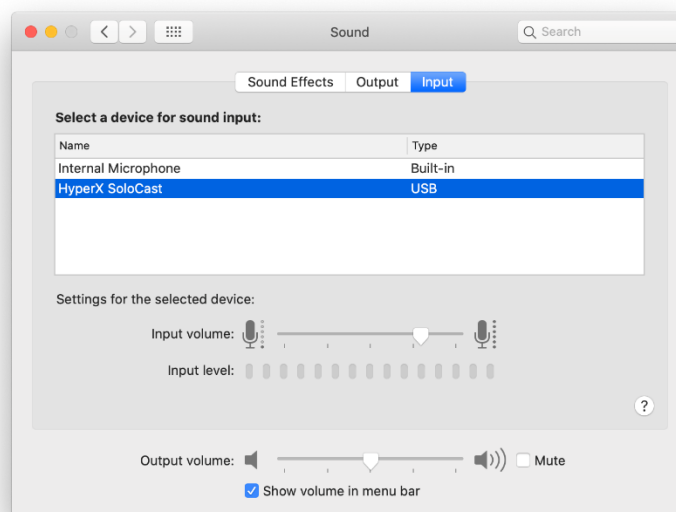 Sound
Search
Sound Effects Output Input
Select a device for sound input:
Name Type
Internal Microphone Built-in
HyperX SoloCast USB
Settings for the selected device:
Input volume:
Input level:
?
Output volume: Mute
Show volume in menu bar